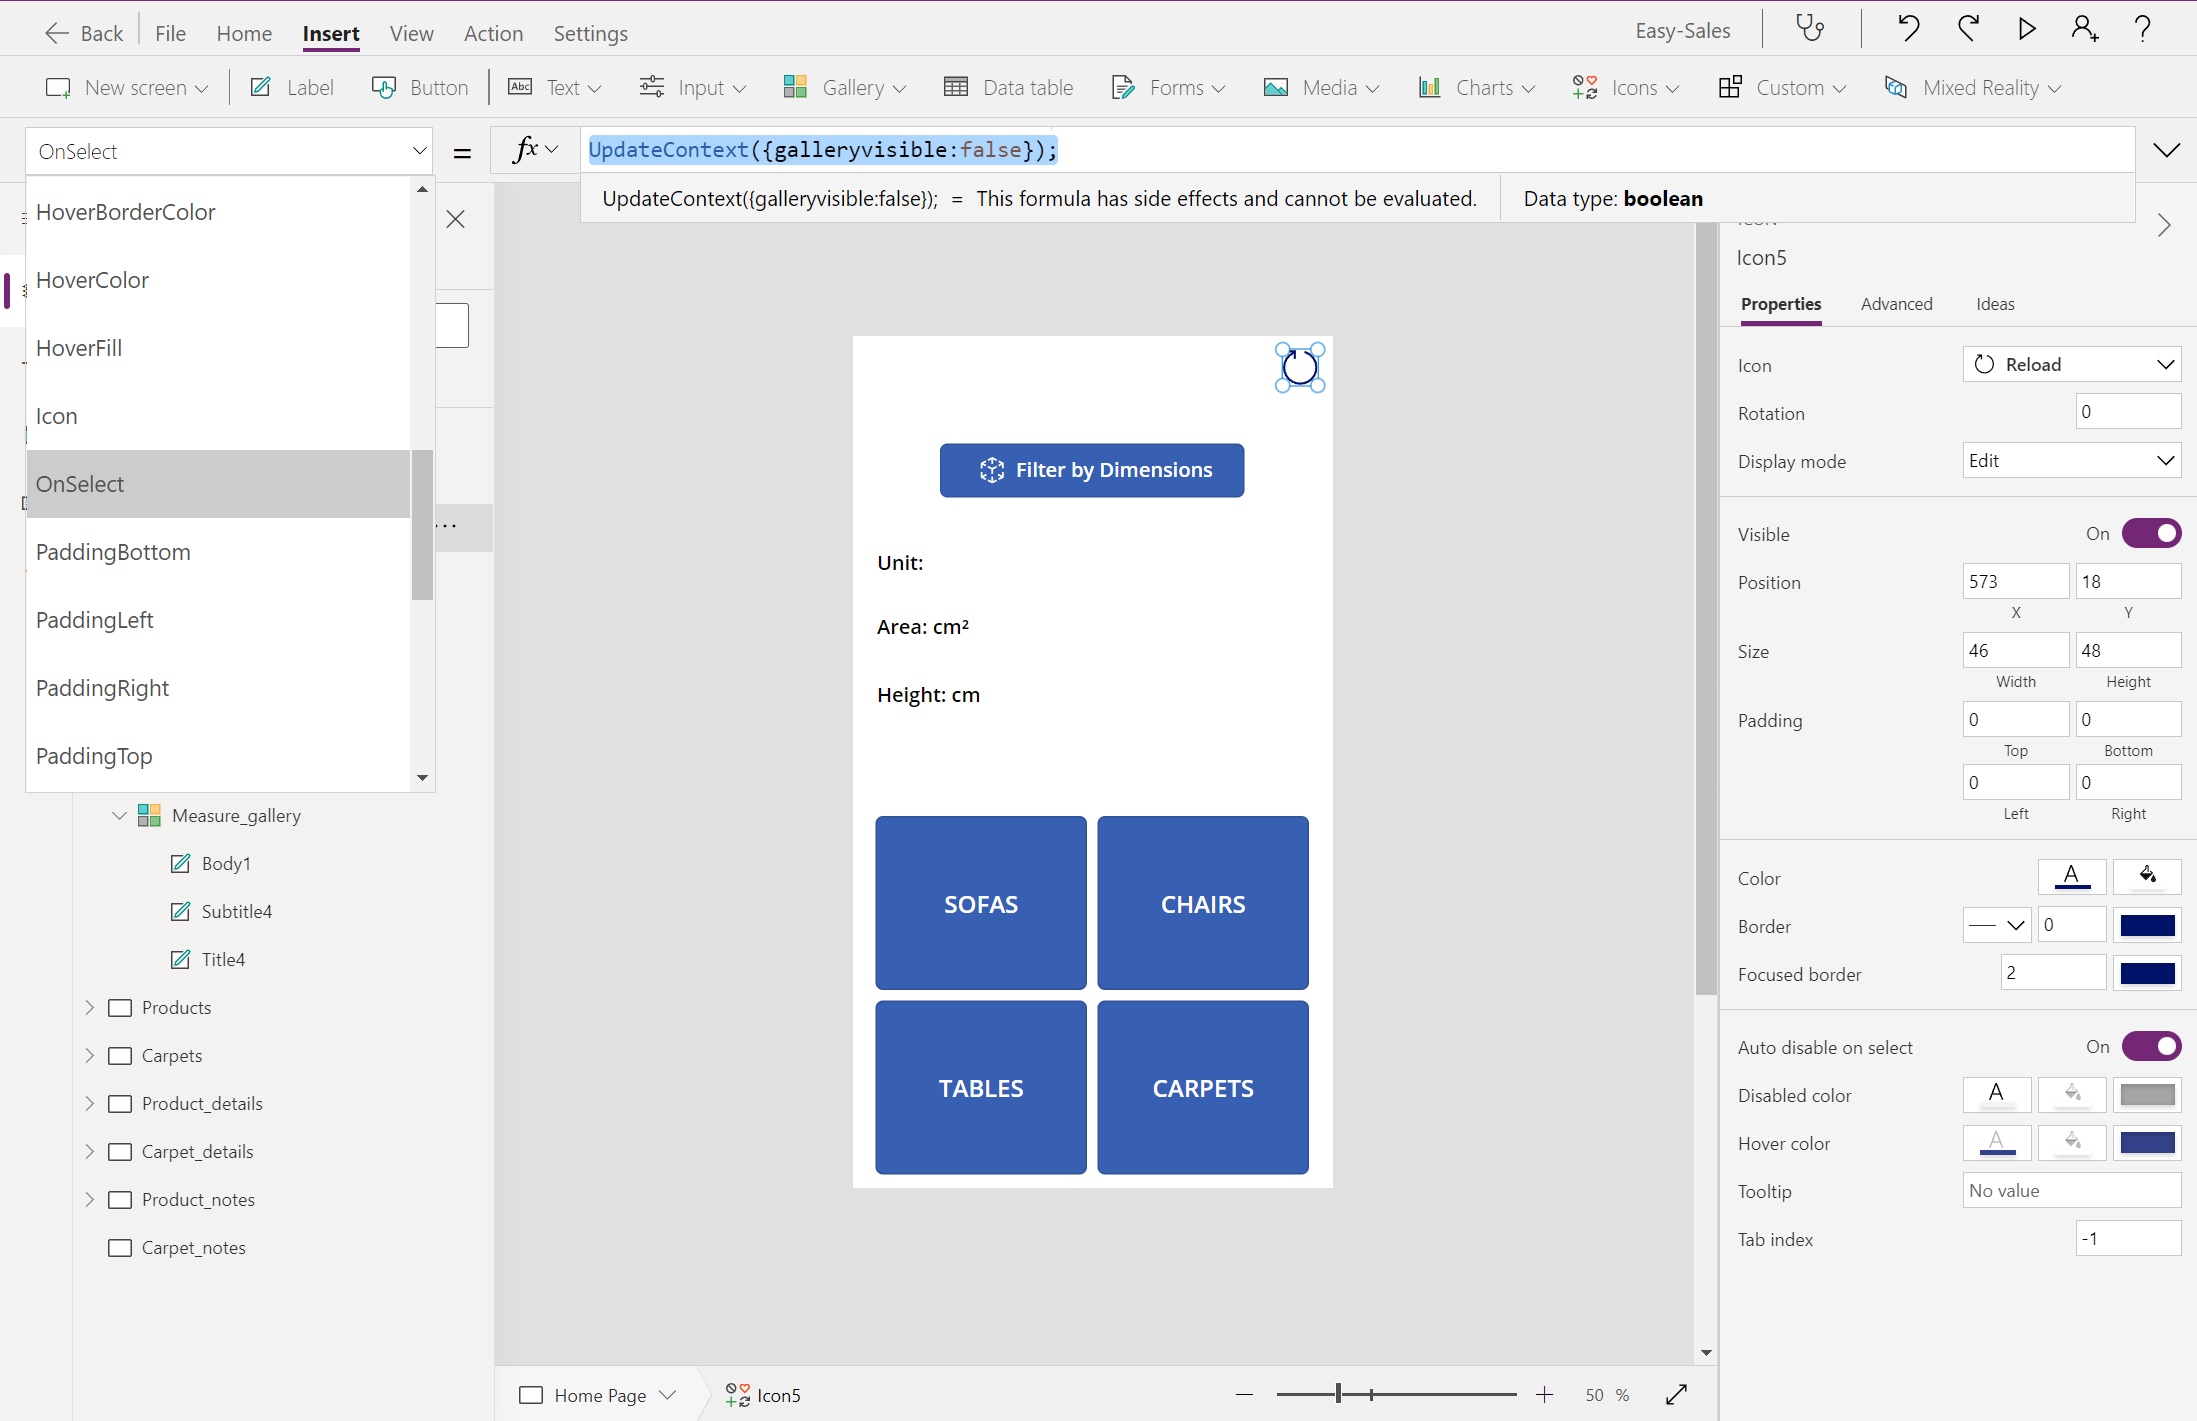 Back File Home Insert View Action Settings Easy-Sales
New screen Label Button Abc Text Input Gallery Data table Forms Media Charts Icons Custom Mixed Reality
OnSelect = fx UpdateContext({galleryvisible:false});
UpdateContext({galleryvisible:false}); = This formula has side effects and cannot be evaluated. Data type: boolean
HoverBorderColor
HoverColor
HoverFill
Icon
OnSelect
PaddingBottom
PaddingLeft
PaddingRight
PaddingTop
Measure_gallery
Body1
Subtitle4
Title4
Products
Carpets
Product_details
Carpet_details
Product_notes
Carpet_notes
Filter by Dimensions
Unit:
Area: cm²
Height: cm
SOFAS CHAIRS
TABLES CARPETS
Home Page Icon5 50 %
Icon5
Properties Advanced Ideas
Icon Reload
Rotation 0
Display mode Edit
Visible On
Position 573 18
X Y
Size 46 48
Width Height
Padding 0 0
Top Bottom
0 0
Left Right
Color A
Border 0
Focused border 2
Auto disable on select On
Disabled color A
Hover color A
Tooltip No value
Tab index -1